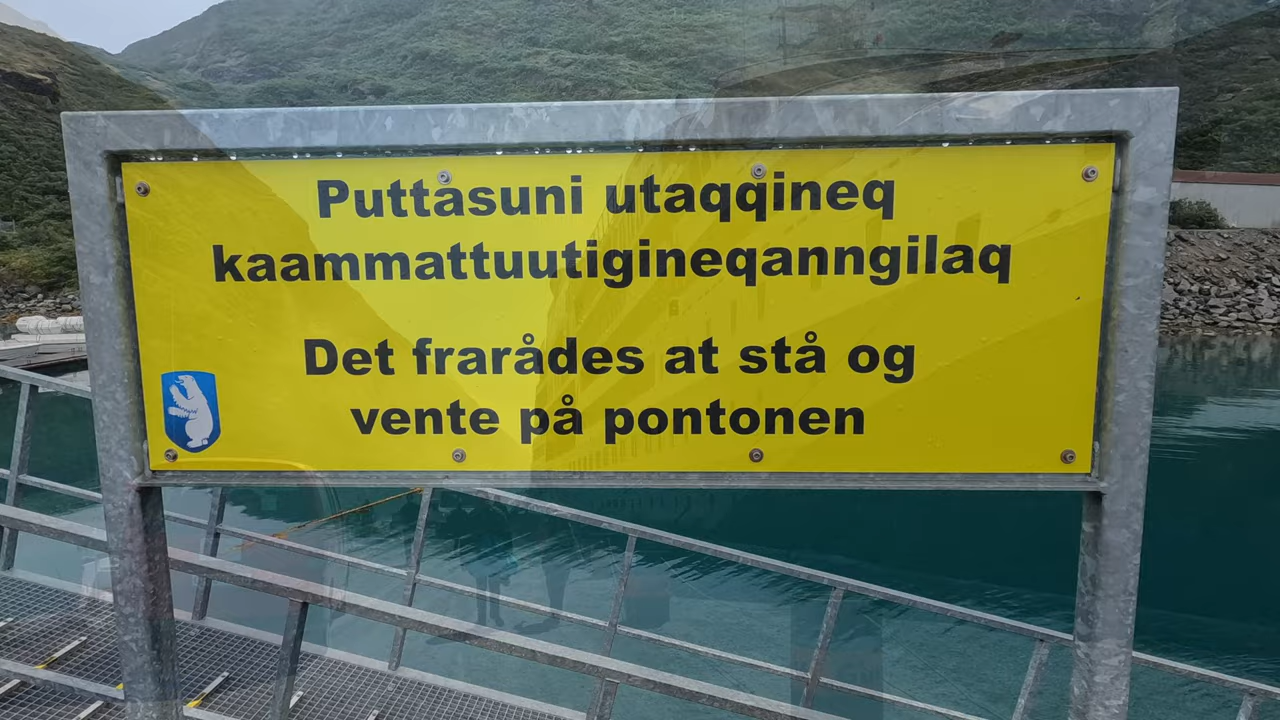 Puttasuni utaqqineq
kaammattuutigineqanngilaq
Det frarådes at stå og
vente på pontonen